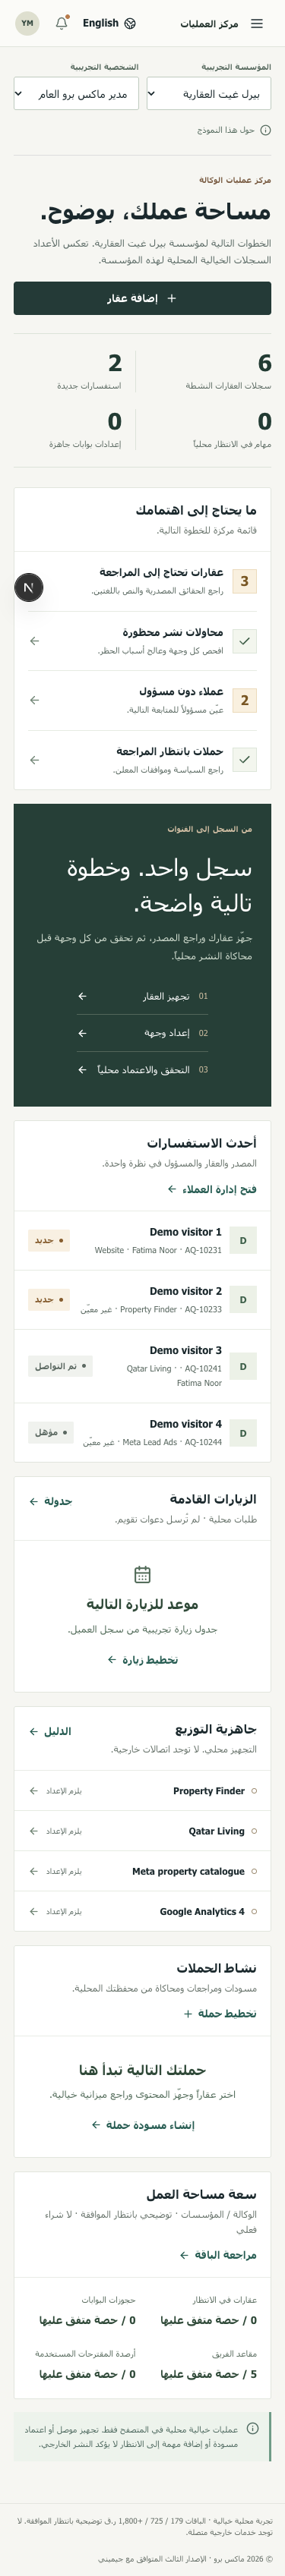 مركز العمليات
English
YM
المؤسسة التجريبية
الشخصية التجريبية
بيرل غيت العقارية
مدير ماكس برو العام
حول هذا النموذج
مركز عمليات الوكالة
مساحة عملك، بوضوح.
الخطوات التالية لمؤسسة بيرل غيت العقارية. تعكس الأعداد
السجلات الخيالية المحلية لهذه المؤسسة.
إضافة عقار
6
سجلات العقارات النشطة
2
استفسارات جديدة
0
مهام في الانتظار محلياً
0
إعدادات بوابات جاهزة
ما يحتاج إلى اهتمامك
قائمة مركزة للخطوة التالية.
3
عقارات تحتاج إلى المراجعة
راجع الحقائق المصدرية والنص باللغتين.
محاولات نشر محظورة
افحص كل وجهة وعالج أسباب الحظر.
2
عملاء دون مسؤول
عيّن مسؤولاً للمتابعة التالية.
حملات بانتظار المراجعة
راجع السياسة وموافقات المعلن.
من السجل إلى القنوات
سجل واحد. وخطوة
تالية واضحة.
جهّز عقارك وراجع المصدر، ثم تحقق من كل وجهة قبل
محاكاة النشر محلياً.
01 تجهيز العقار
02 إعداد وجهة
03 التحقق والاعتماد محلياً
أحدث الاستفسارات
المصدر والعقار والمسؤول في نظرة واحدة.
فتح إدارة العملاء
D
Demo visitor 1
Website · Fatima Noor · AQ-10231
جديد
D
Demo visitor 2
Property Finder · AQ-10233 · غير معيّن
جديد
D
Demo visitor 3
Qatar Living · · AQ-10241
Fatima Noor
تم التواصل
D
Demo visitor 4
Meta Lead Ads · AQ-10244 · غير معيّن
مؤهل
الزيارات القادمة
طلبات محلية · لم تُرسل دعوات تقويم.
جدولة
موعد للزيارة التالية
جدول زيارة تجريبية من سجل العميل.
تخطيط زيارة
جاهزية التوزيع
التجهيز محلي. لا توجد اتصالات خارجية.
الدليل
Property Finder
يلزم الإعداد
Qatar Living
يلزم الإعداد
Meta property catalogue
يلزم الإعداد
Google Analytics 4
يلزم الإعداد
نشاط الحملات
مسودات ومراجعات ومحاكاة من محفظتك المحلية.
تخطيط حملة
حملتك التالية تبدأ هنا
اختر عقاراً وجهّز المحتوى وراجع ميزانية خيالية.
إنشاء مسودة حملة
سعة مساحة العمل
الوكالة / المؤسسات · توضيحي بانتظار الموافقة · لا شراء
فعلي
مراجعة الباقة
عقارات في الانتظار
0 / حصة متفق عليها
حجوزات البوابات
0 / حصة متفق عليها
مقاعد الفريق
5 / حصة متفق عليها
أرصدة المقترحات المستخدمة
0 / حصة متفق عليها
عمليات خيالية محلية في المتصفح فقط. تجهيز موصل أو اعتماد
مسودة أو إضافة مهمة إلى الانتظار لا يؤكد النشر الخارجي.
تجربة محلية خيالية · الباقات 179 / 725 / +1,800 ر.ق توضيحية بانتظار الموافقة. لا
توجد خدمات خارجية متصلة.
© 2026 ماكس برو · الإصدار الثالث المتوافق مع جيميني